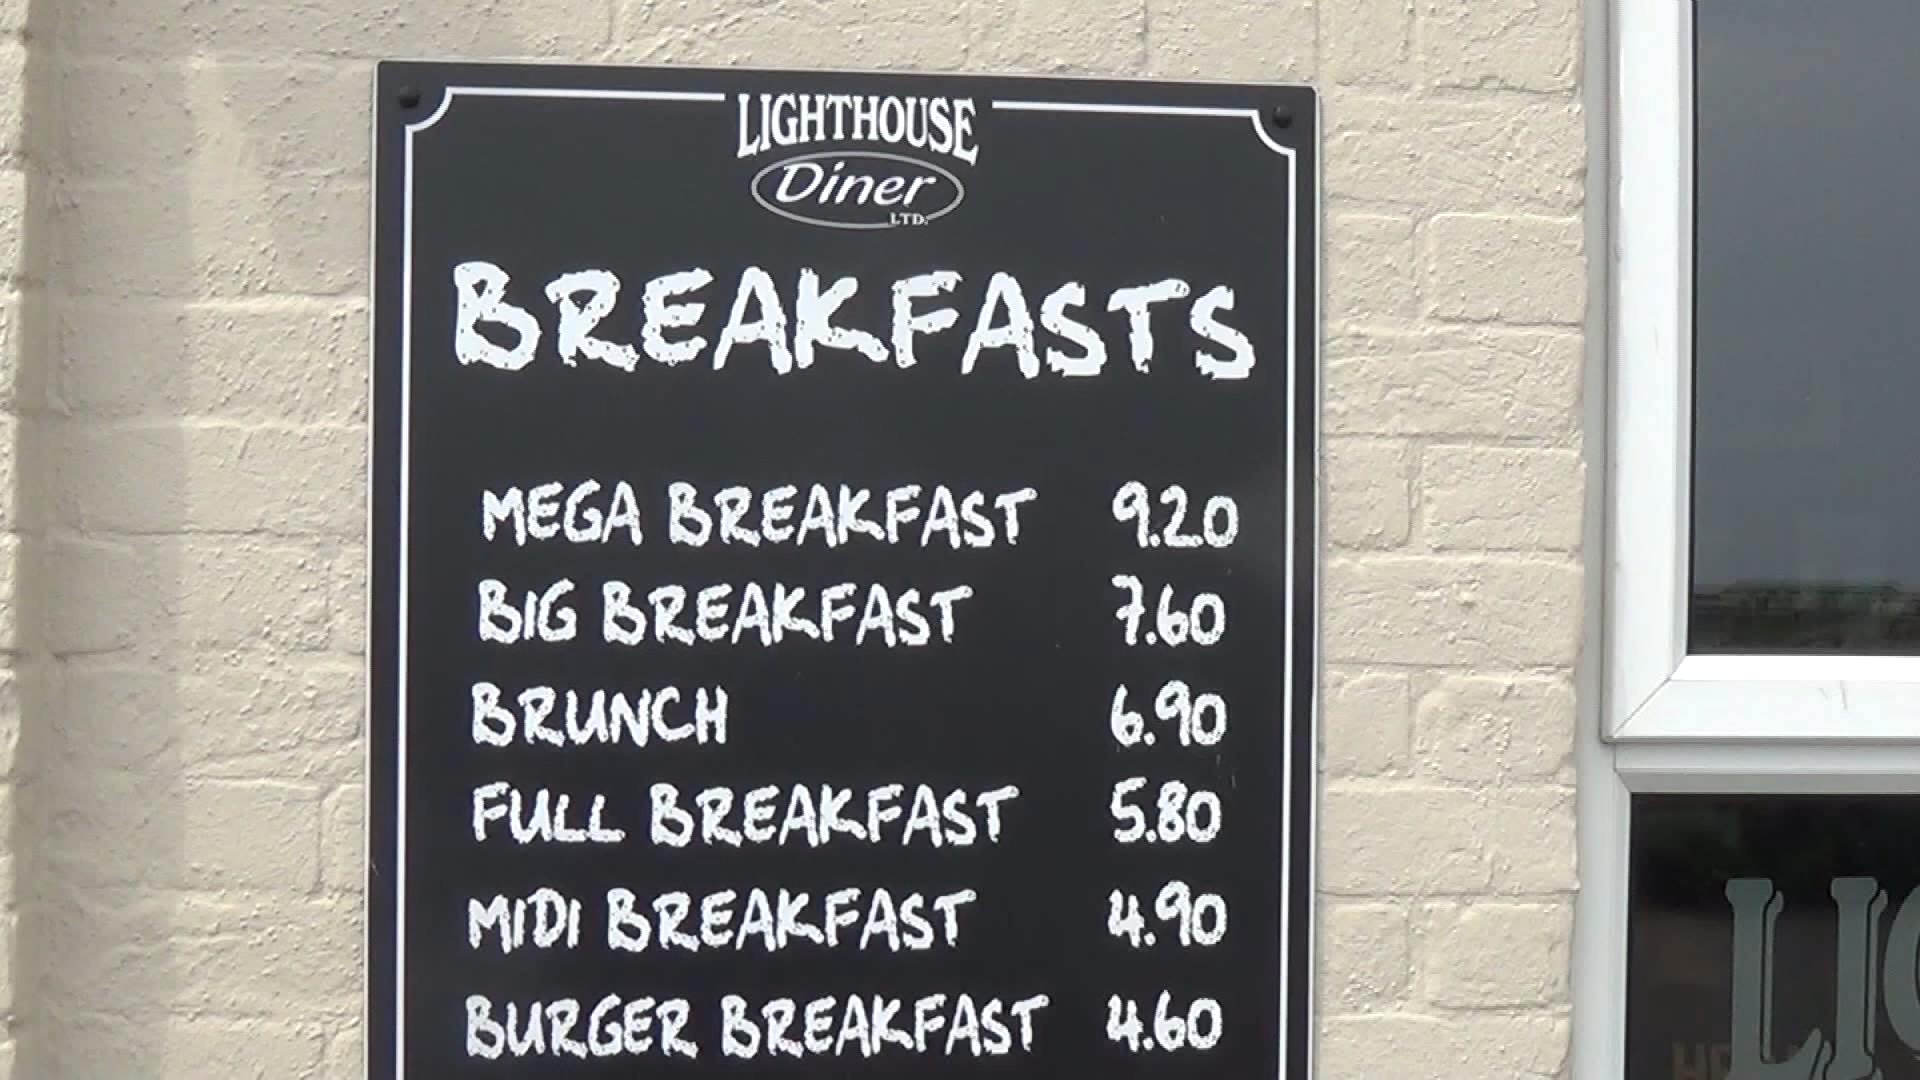 LIGHTHOUSE
Diner
LTD.
BREAKFASTS
MEGA BREAKFAST 9.20
BIG BREAKFAST 7.60
BRUNCH 6.90
FULL BREAKFAST 5.80
MIDI BREAKFAST 4.90
BURGER BREAKFAST 4.60